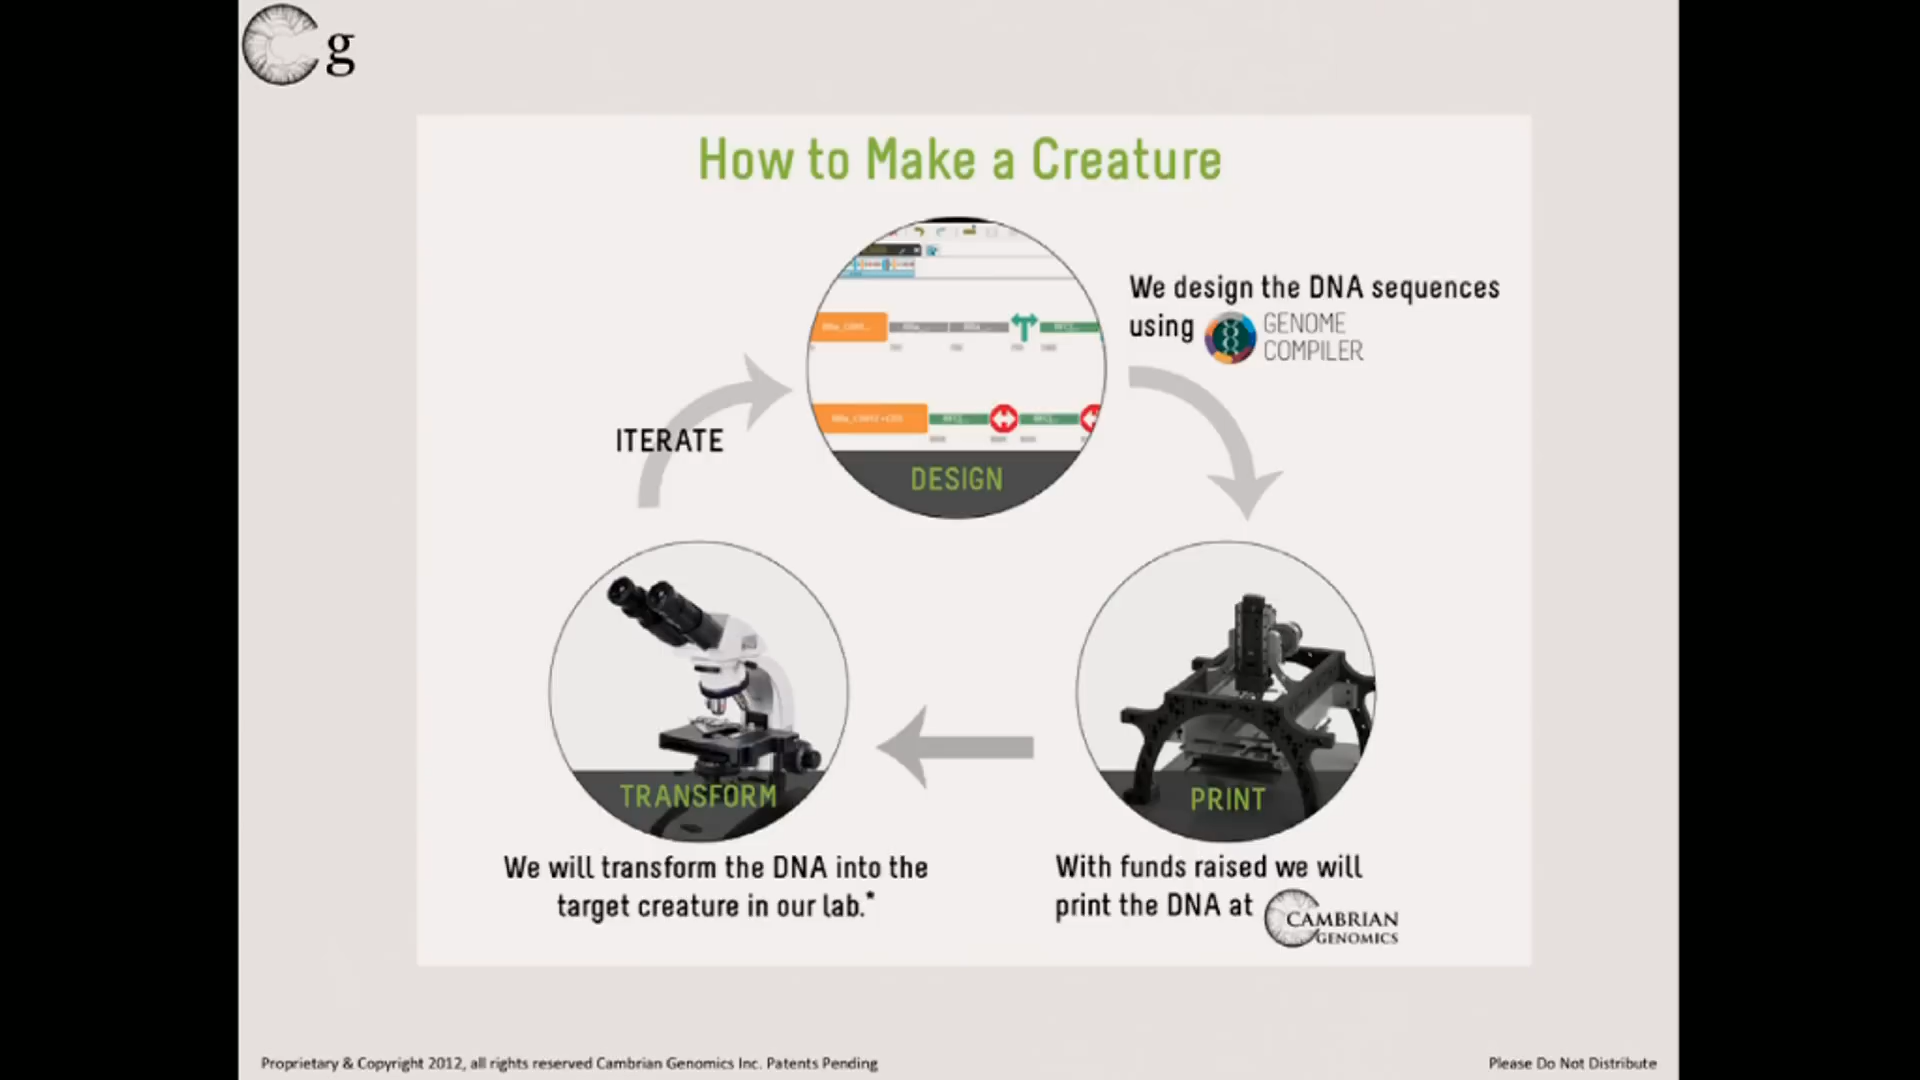 g
How to Make a Creature
We design the DNA sequences
using GENOME
COMPILER
ITERATE
DESIGN
TRANSFORM
PRINT
We will transform the DNA into the
target creature in our lab.*
With funds raised we will
print the DNA at CAMBRIAN
GENOMICS
Proprietary & Copyright 2012, all rights reserved Cambrian Genomics Inc. Patents Pending
Please Do Not Distribute